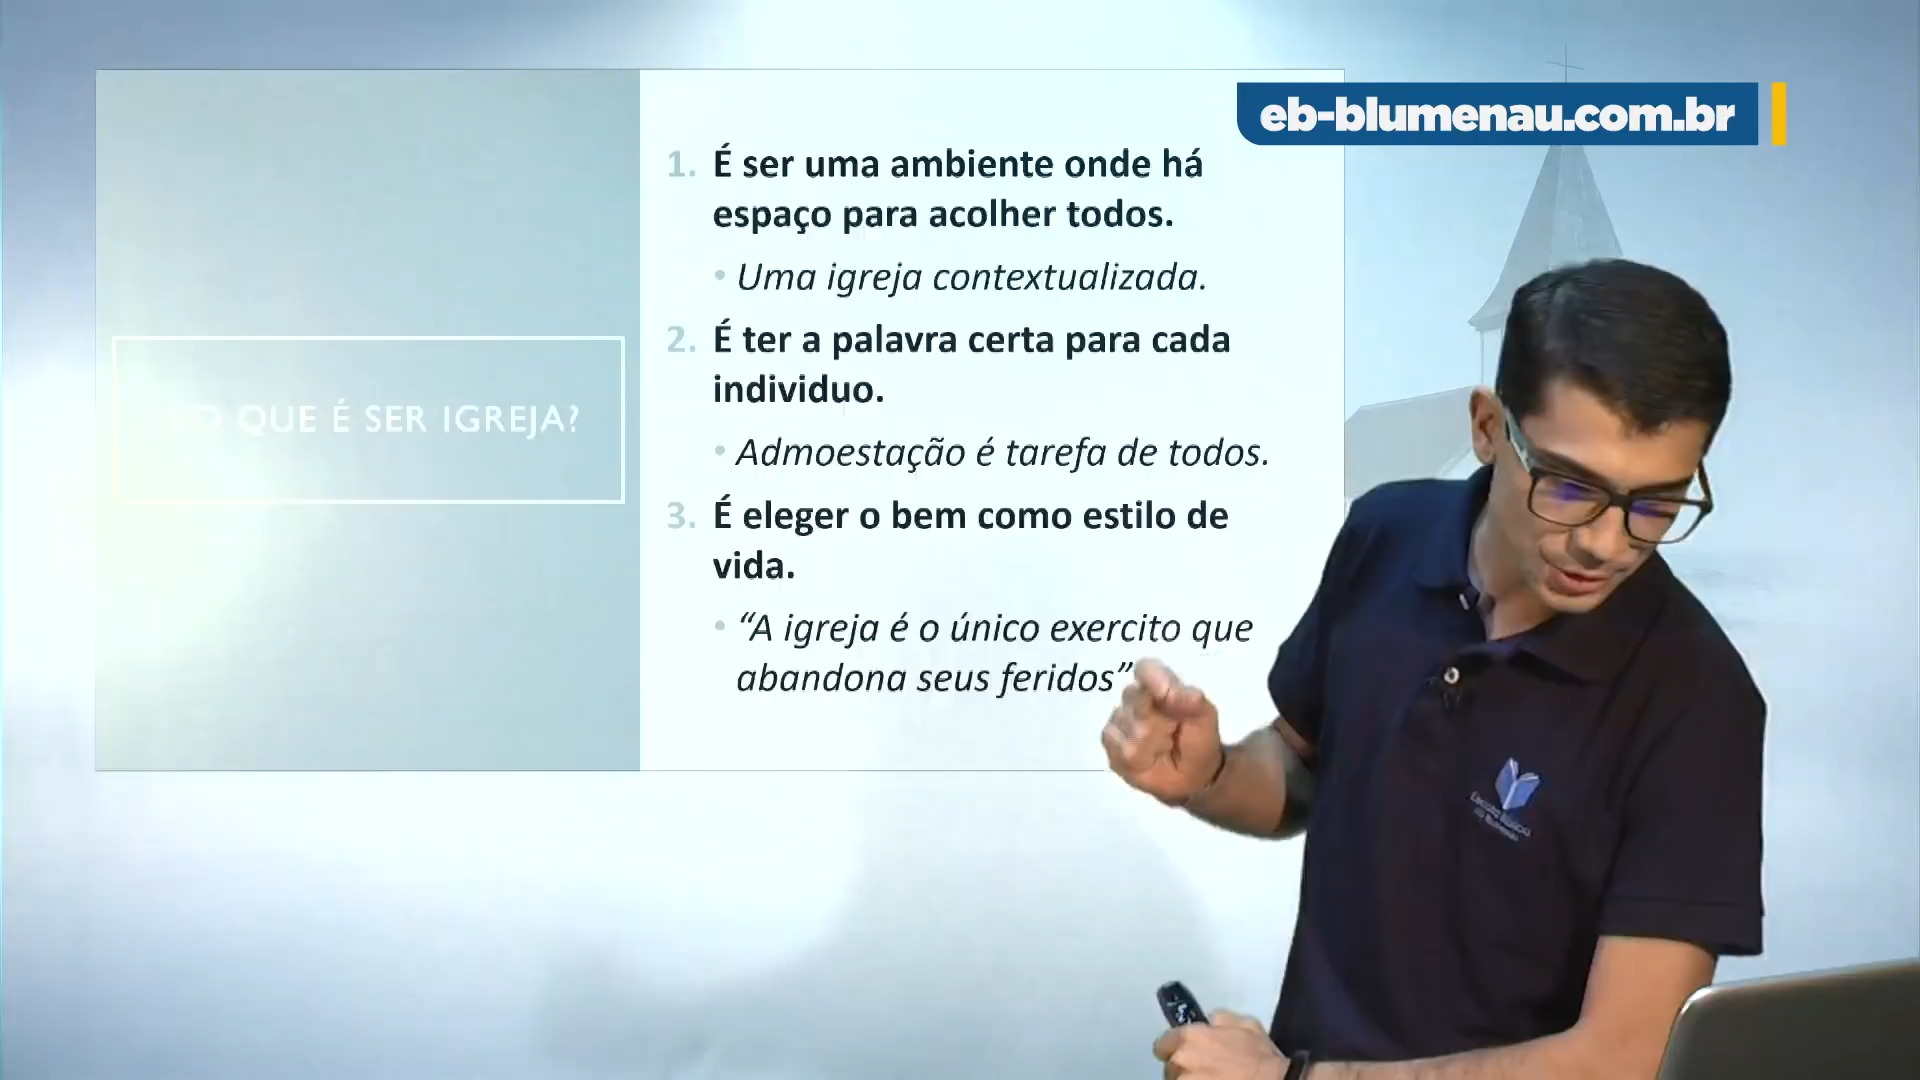 eb-blumenau.com.br
O QUE É SER IGREJA?
1. É ser uma ambiente onde há
espaço para acolher todos.
• Uma igreja contextualizada.
2. É ter a palavra certa para cada
individuo.
• Admoestação é tarefa de todos.
3. É eleger o bem como estilo de
vida.
• “A igreja é o único exercito que
abandona seus feridos”